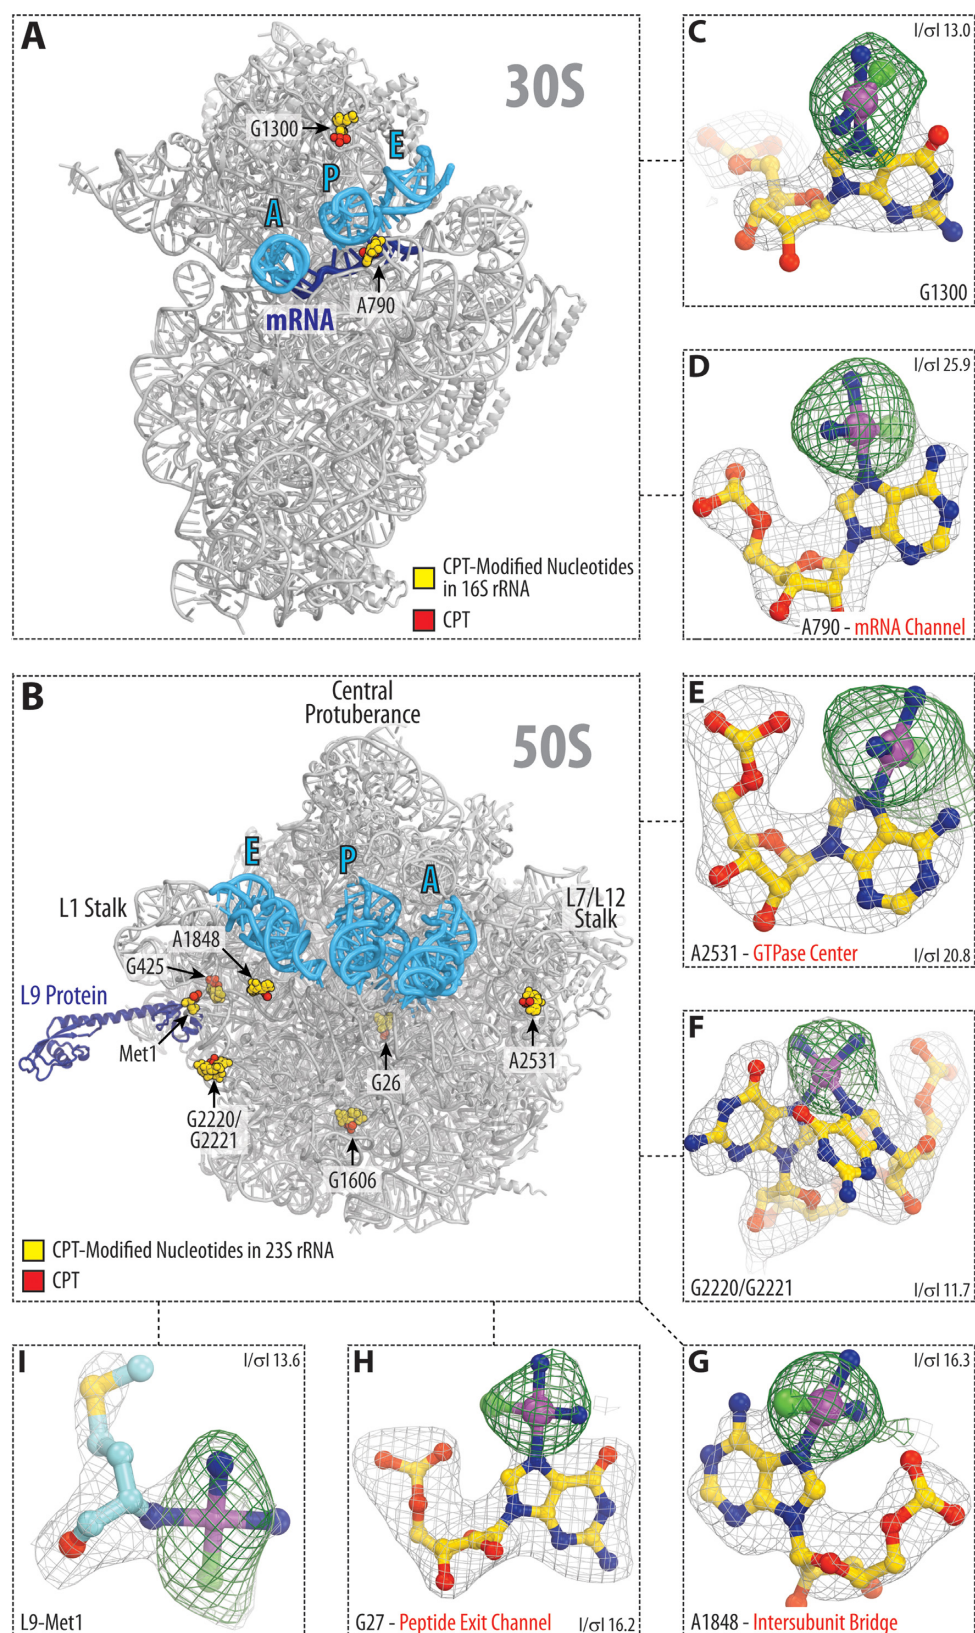 A
30S
G1300
E
P
A
A790
mRNA
CPT-Modified Nucleotides
in 16S rRNA
CPT
C
I/σI 13.0
G1300
D
I/σI 25.9
A790 - mRNA Channel
B
Central
Protuberance
50S
E
P
A
L1 Stalk
L7/L12
Stalk
A1848
G425
L9 Protein
Met1
G26
A2531
G2220/
G2221
G1606
CPT-Modified Nucleotides in 23S rRNA
CPT
E
A2531 - GTPase Center
I/σI 20.8
F
G2220/G2221
I/σI 11.7
I
I/σI 13.6
L9-Met1
H
G27 - Peptide Exit Channel
I/σI 16.2
G
I/σI 16.3
A1848 - Intersubunit Bridge